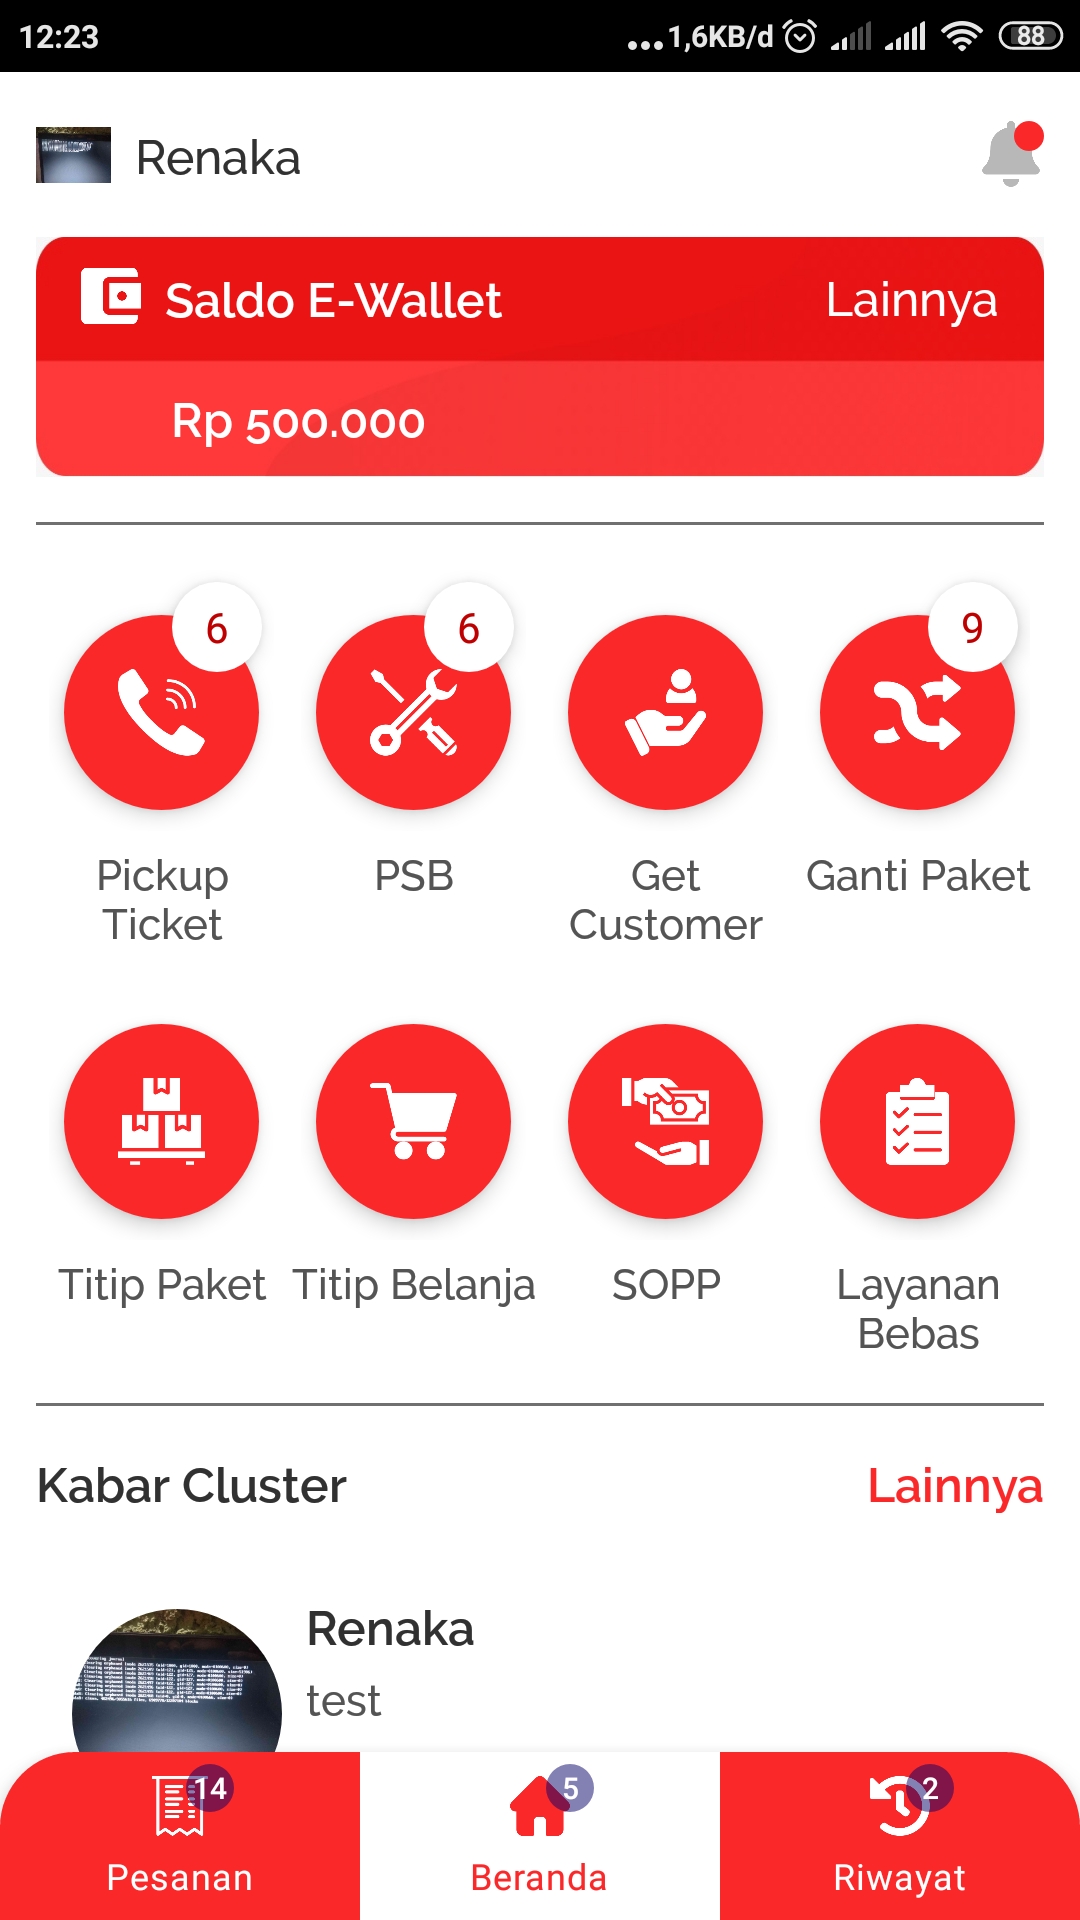 12:23
...1,6KB/d
88
Renaka
Saldo E-Wallet
Lainnya
Rp 500.000
6
6
9
Pickup
Ticket
PSB
Get
Customer
Ganti Paket
Titip Paket
Titip Belanja
SOPP
Layanan
Bebas
Kabar Cluster
Lainnya
Renaka
test
14
5
2
Pesanan
Beranda
Riwayat